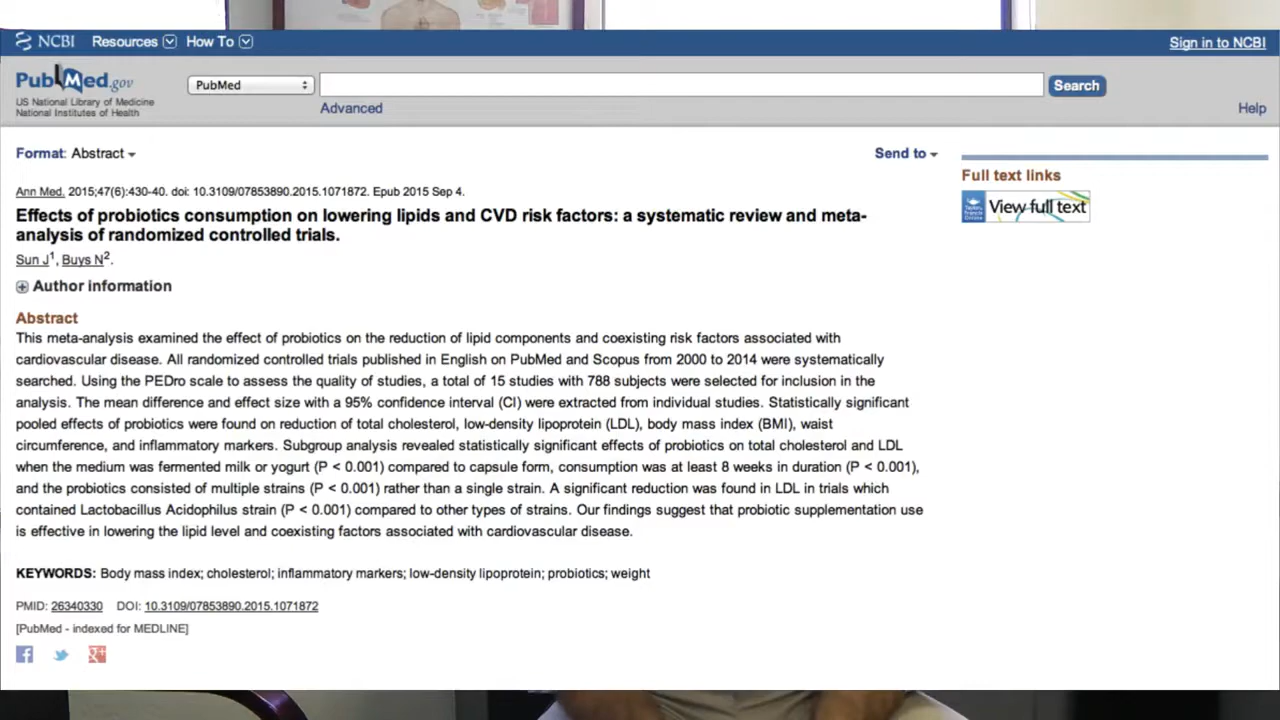 NCBI Resources How To Sign in to NCBI
PubMed.gov
US National Library of Medicine
National Institutes of Health
PubMed Search
Advanced Help
Format: Abstract Send to
Full text links
Taylor & Francis Online View full text
Ann Med. 2015;47(6):430-40. doi: 10.3109/07853890.2015.1071872. Epub 2015 Sep 4.
Effects of probiotics consumption on lowering lipids and CVD risk factors: a systematic review and meta-
analysis of randomized controlled trials.
Sun J1, Buys N2.
Author information
Abstract
This meta-analysis examined the effect of probiotics on the reduction of lipid components and coexisting risk factors associated with
cardiovascular disease. All randomized controlled trials published in English on PubMed and Scopus from 2000 to 2014 were systematically
searched. Using the PEDro scale to assess the quality of studies, a total of 15 studies with 788 subjects were selected for inclusion in the
analysis. The mean difference and effect size with a 95% confidence interval (CI) were extracted from individual studies. Statistically significant
pooled effects of probiotics were found on reduction of total cholesterol, low-density lipoprotein (LDL), body mass index (BMI), waist
circumference, and inflammatory markers. Subgroup analysis revealed statistically significant effects of probiotics on total cholesterol and LDL
when the medium was fermented milk or yogurt (P < 0.001) compared to capsule form, consumption was at least 8 weeks in duration (P < 0.001),
and the probiotics consisted of multiple strains (P < 0.001) rather than a single strain. A significant reduction was found in LDL in trials which
contained Lactobacillus Acidophilus strain (P < 0.001) compared to other types of strains. Our findings suggest that probiotic supplementation use
is effective in lowering the lipid level and coexisting factors associated with cardiovascular disease.
KEYWORDS: Body mass index; cholesterol; inflammatory markers; low-density lipoprotein; probiotics; weight
PMID: 26340330 DOI: 10.3109/07853890.2015.1071872
[PubMed - indexed for MEDLINE]